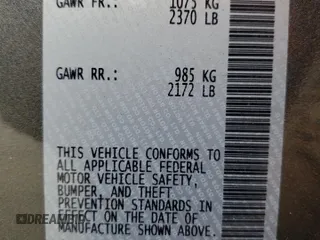 GAWR FR.: 1075 KG
2370 LB
GAWR RR.: 985 KG
2172 LB
THIS VEHICLE CONFORMS TO
ALL APPLICABLE FEDERAL
MOTOR VEHICLE SAFETY,
BUMPER, AND THEFT
PREVENTION STANDARDS IN
EFFECT ON THE DATE OF
MANUFACTURE SHOWN ABOVE.